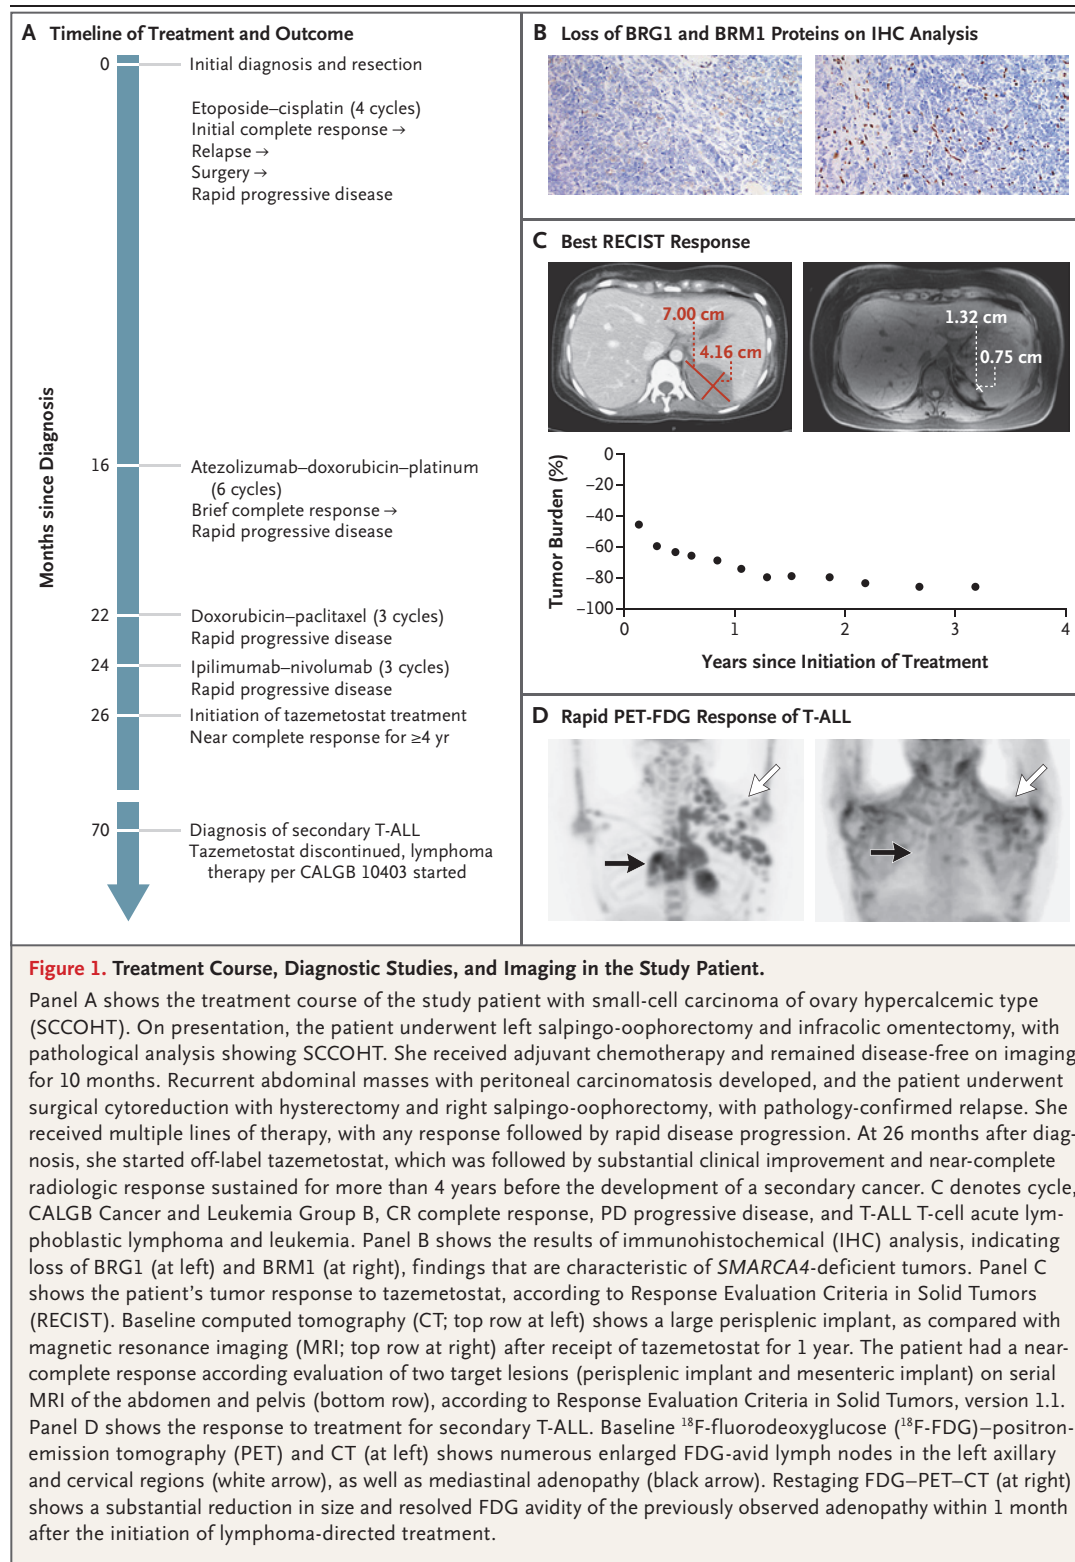 A Timeline of Treatment and Outcome
Months since Diagnosis
0
Initial diagnosis and resection
Etoposide–cisplatin (4 cycles)
Initial complete response →
Relapse →
Surgery →
Rapid progressive disease
16
Atezolizumab–doxorubicin–platinum
(6 cycles)
Brief complete response →
Rapid progressive disease
22
Doxorubicin–paclitaxel (3 cycles)
Rapid progressive disease
24
Ipilimumab–nivolumab (3 cycles)
Rapid progressive disease
26
Initiation of tazemetostat treatment
Near complete response for ≥4 yr
70
Diagnosis of secondary T-ALL
Tazemetostat discontinued, lymphoma
therapy per CALGB 10403 started
B Loss of BRG1 and BRM1 Proteins on IHC Analysis
C Best RECIST Response
7.00 cm
4.16 cm
1.32 cm
0.75 cm
Tumor Burden (%)
0
–20
–40
–60
–80
–100
0
1
2
3
4
Years since Initiation of Treatment
D Rapid PET-FDG Response of T-ALL
Figure 1. Treatment Course, Diagnostic Studies, and Imaging in the Study Patient.
Panel A shows the treatment course of the study patient with small-cell carcinoma of ovary hypercalcemic type
(SCCOHT). On presentation, the patient underwent left salpingo-oophorectomy and infracolic omentectomy, with
pathological analysis showing SCCOHT. She received adjuvant chemotherapy and remained disease-free on imaging
for 10 months. Recurrent abdominal masses with peritoneal carcinomatosis developed, and the patient underwent
surgical cytoreduction with hysterectomy and right salpingo-oophorectomy, with pathology-confirmed relapse. She
received multiple lines of therapy, with any response followed by rapid disease progression. At 26 months after diag-
nosis, she started off-label tazemetostat, which was followed by substantial clinical improvement and near-complete
radiologic response sustained for more than 4 years before the development of a secondary cancer. C denotes cycle,
CALGB Cancer and Leukemia Group B, CR complete response, PD progressive disease, and T-ALL T-cell acute lym-
phoblastic lymphoma and leukemia. Panel B shows the results of immunohistochemical (IHC) analysis, indicating
loss of BRG1 (at left) and BRM1 (at right), findings that are characteristic of SMARCA4-deficient tumors. Panel C
shows the patient's tumor response to tazemetostat, according to Response Evaluation Criteria in Solid Tumors
(RECIST). Baseline computed tomography (CT; top row at left) shows a large perisplenic implant, as compared with
magnetic resonance imaging (MRI; top row at right) after receipt of tazemetostat for 1 year. The patient had a near-
complete response according evaluation of two target lesions (perisplenic implant and mesenteric implant) on serial
MRI of the abdomen and pelvis (bottom row), according to Response Evaluation Criteria in Solid Tumors, version 1.1.
Panel D shows the response to treatment for secondary T-ALL. Baseline ¹⁸F-fluorodeoxyglucose (¹⁸F-FDG)–positron-
emission tomography (PET) and CT (at left) shows numerous enlarged FDG-avid lymph nodes in the left axillary
and cervical regions (white arrow), as well as mediastinal adenopathy (black arrow). Restaging FDG–PET–CT (at right)
shows a substantial reduction in size and resolved FDG avidity of the previously observed adenopathy within 1 month
after the initiation of lymphoma-directed treatment.